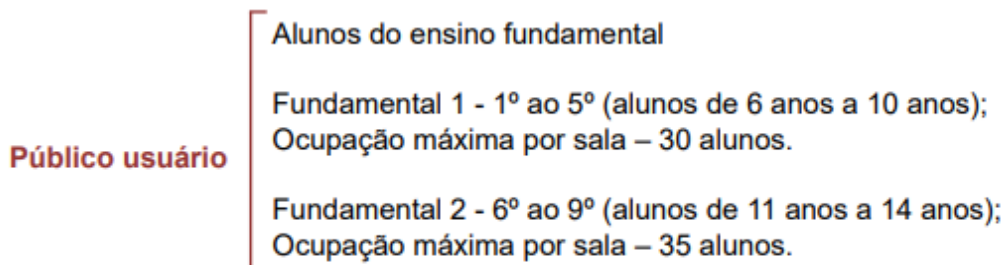 Público usuário
Alunos do ensino fundamental
Fundamental 1 - 1º ao 5º (alunos de 6 anos a 10 anos);
Ocupação máxima por sala – 30 alunos.
Fundamental 2 - 6º ao 9º (alunos de 11 anos a 14 anos);
Ocupação máxima por sala – 35 alunos.